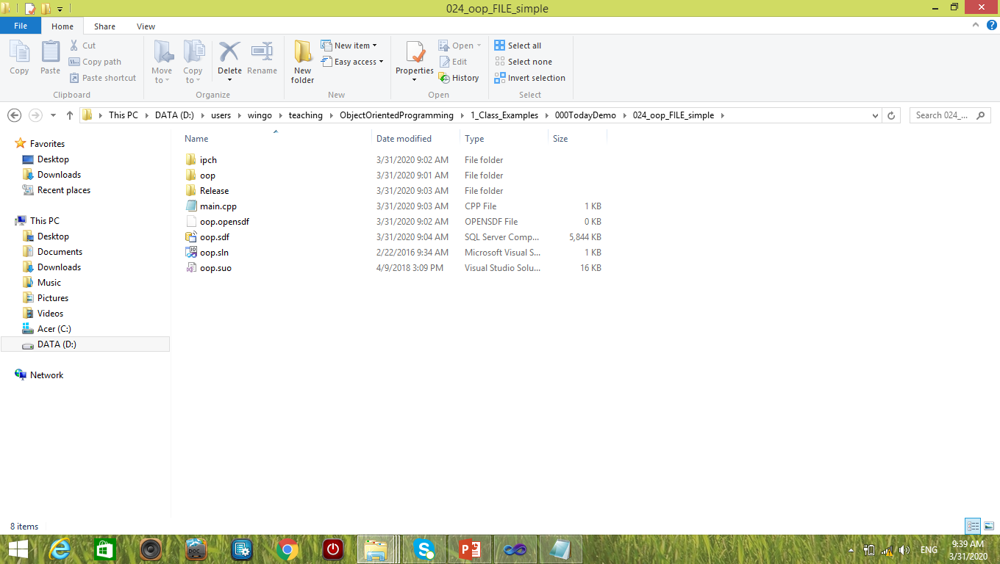 024_oop_FILE_simple
File Home Share View
Copy Paste Cut Copy path Paste shortcut
Clipboard
Move to Copy to Delete Rename
Organize
New folder New item Easy access
New
Properties Open Edit History
Open
Select all Select none Invert selection
Select
This PC DATA (D:) users wingo teaching ObjectOrientedProgramming 1_Class_Examples 000TodayDemo 024_oop_FILE_simple
Search 024_...
Favorites
Desktop
Downloads
Recent places
This PC
Desktop
Documents
Downloads
Music
Pictures
Videos
Acer (C:)
DATA (D:)
Network
Name Date modified Type Size
ipch 3/31/2020 9:02 AM File folder
oop 3/31/2020 9:01 AM File folder
Release 3/31/2020 9:03 AM File folder
main.cpp 3/31/2020 9:03 AM CPP File 1 KB
oop.opensdf 3/31/2020 9:02 AM OPENSDF File 0 KB
oop.sdf 3/31/2020 9:04 AM SQL Server Comp... 5,844 KB
oop.sln 2/22/2016 9:34 AM Microsoft Visual S... 1 KB
oop.suo 4/9/2018 3:09 PM Visual Studio Solu... 16 KB
8 items
DOC
ENG
9:39 AM
3/31/2020